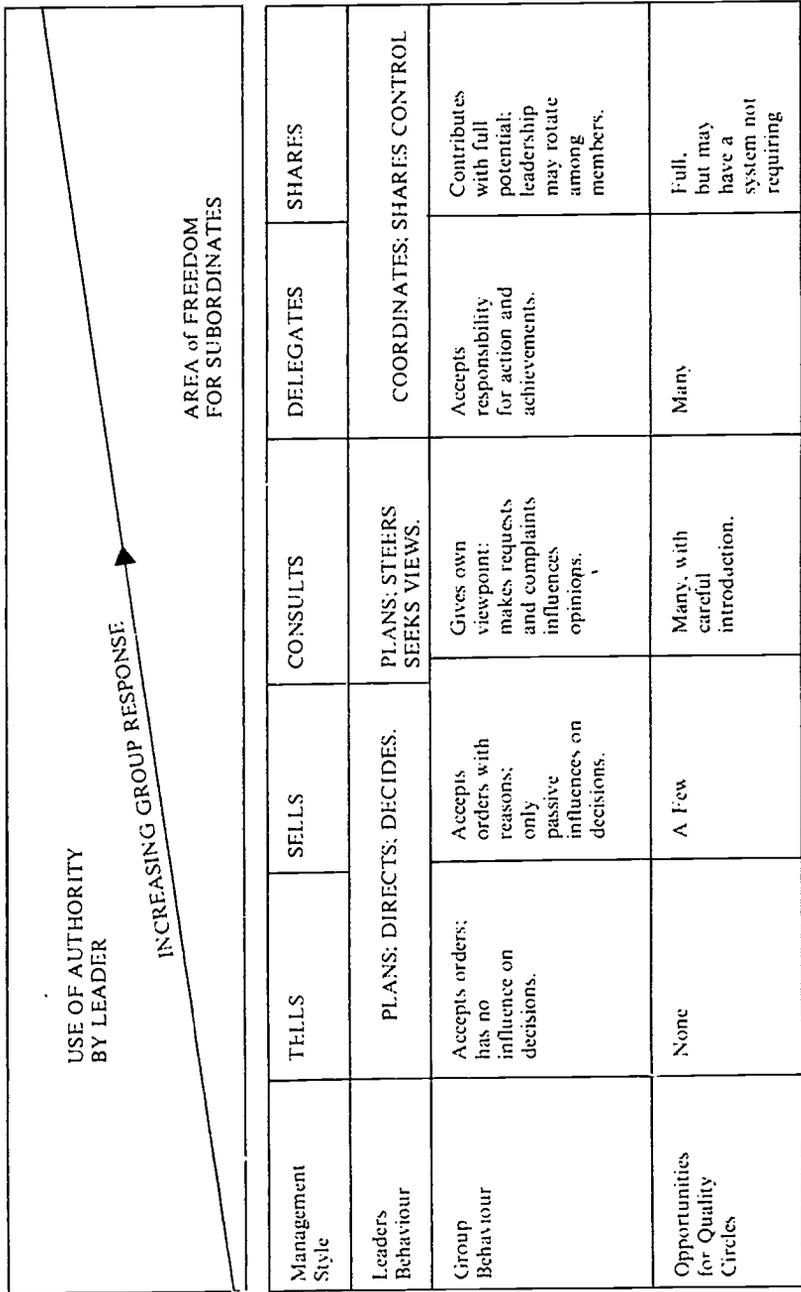 USE OF AUTHORITY
BY LEADER
INCREASING GROUP RESPONSE
AREA of FREEDOM
FOR SUBORDINATES
Management
Style
TELLS
SELLS
CONSULTS
DELEGATES
SHARES
Leaders
Behaviour
PLANS; DIRECTS; DECIDES.
PLANS; STEERS
SEEKS VIEWS.
COORDINATES; SHARES CONTROL
Group
Behaviour
Accepts orders;
has no
influence on
decisions.
Accepts
orders with
reasons;
only
passive
influences on
decisions.
Gives own
viewpoint:
makes requests
and complaints
influences
opinions.
Accepts
responsibility
for action and
achievements.
Contributes
with full
potential;
leadership
may rotate
among
members.
Opportunities
for Quality
Circles
None
A Few
Many, with
careful
introduction.
Many
Full,
but may
have a
system not
requiring